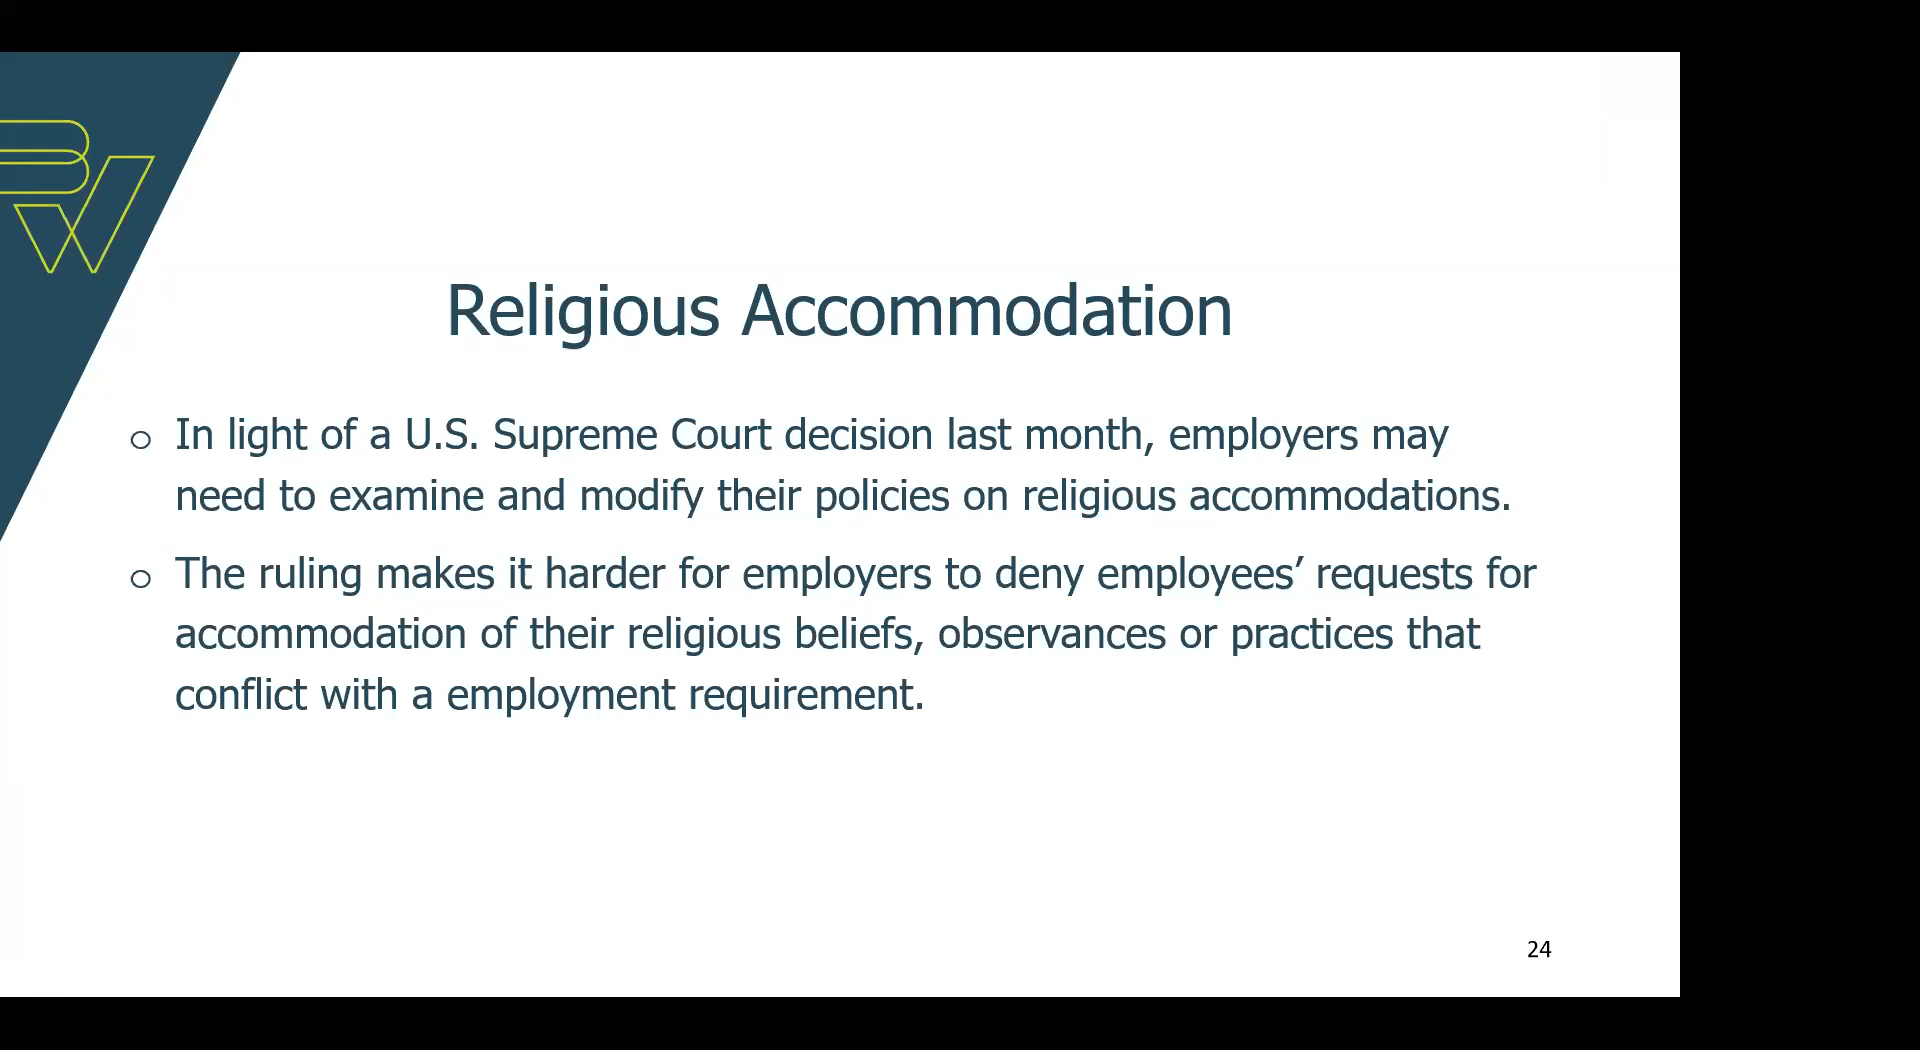 Religious Accommodation
○ In light of a U.S. Supreme Court decision last month, employers may
need to examine and modify their policies on religious accommodations.
○ The ruling makes it harder for employers to deny employees’ requests for
accommodation of their religious beliefs, observances or practices that
conflict with a employment requirement.
24